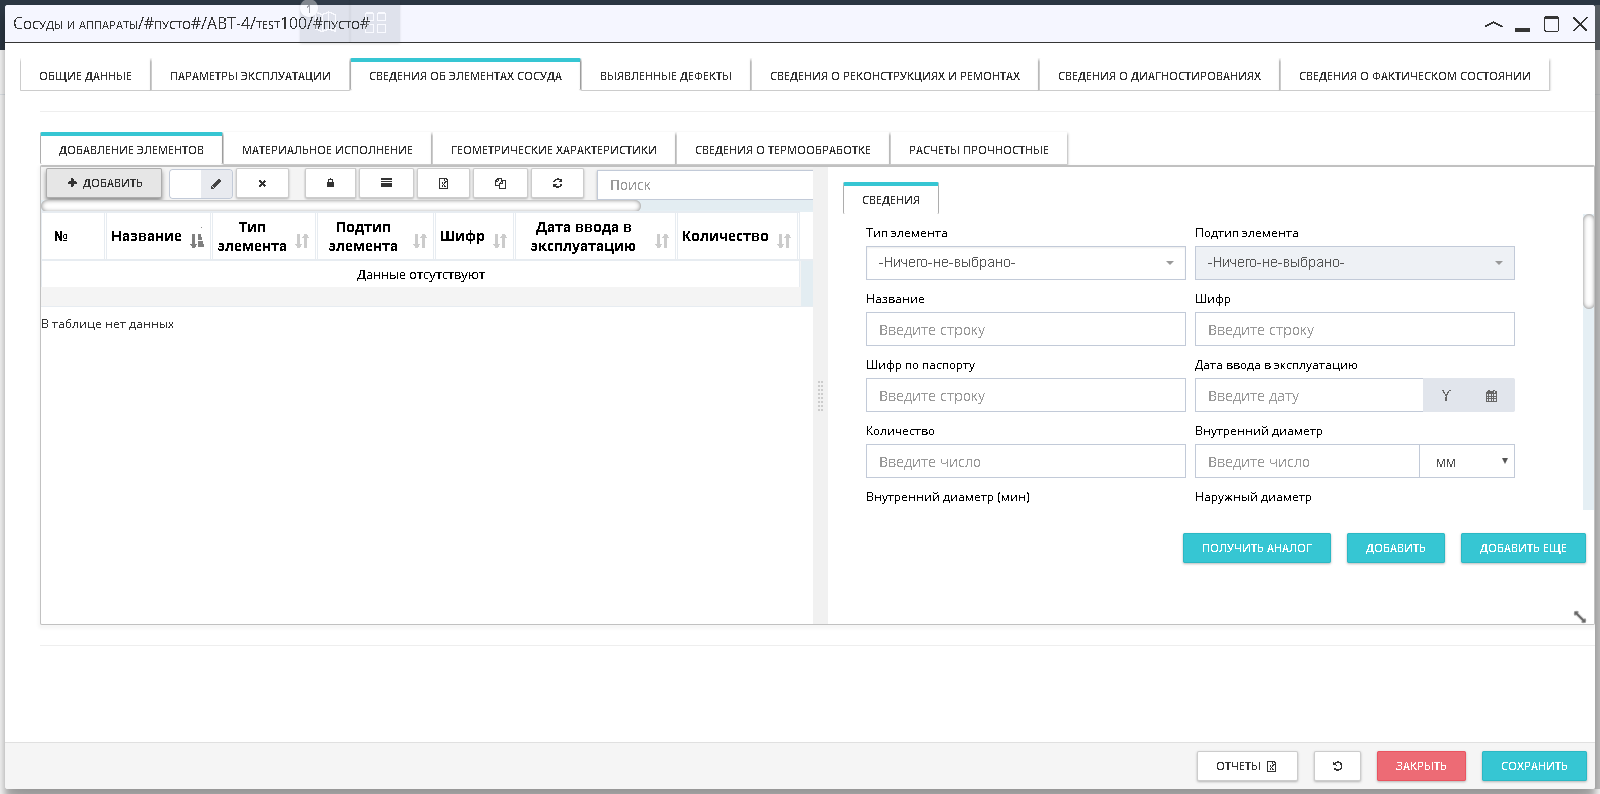 Сосуды и аппараты/#пусто#/АВТ-4/test100/#пусто#
1
ОБЩИЕ ДАННЫЕ
ПАРАМЕТРЫ ЭКСПЛУАТАЦИИ
СВЕДЕНИЯ ОБ ЭЛЕМЕНТАХ СОСУДА
ВЫЯВЛЕННЫЕ ДЕФЕКТЫ
СВЕДЕНИЯ О РЕКОНСТРУКЦИЯХ И РЕМОНТАХ
СВЕДЕНИЯ О ДИАГНОСТИРОВАНИЯХ
СВЕДЕНИЯ О ФАКТИЧЕСКОМ СОСТОЯНИИ
ДОБАВЛЕНИЕ ЭЛЕМЕНТОВ
МАТЕРИАЛЬНОЕ ИСПОЛНЕНИЕ
ГЕОМЕТРИЧЕСКИЕ ХАРАКТЕРИСТИКИ
СВЕДЕНИЯ О ТЕРМООБРАБОТКЕ
РАСЧЕТЫ ПРОЧНОСТНЫЕ
ДОБАВИТЬ
Поиск
№
Название
Тип
элемента
Подтип
элемента
Шифр
Дата ввода в
эксплуатацию
Количество
Данные отсутствуют
В таблице нет данных
СВЕДЕНИЯ
Тип элемента
Подтип элемента
-Ничего-не-выбрано-
-Ничего-не-выбрано-
Название
Шифр
Введите строку
Введите строку
Шифр по паспорту
Дата ввода в эксплуатацию
Введите строку
Введите дату
Y
Количество
Внутренний диаметр
Введите число
Введите число
мм
Внутренний диаметр (мин)
Наружный диаметр
ПОЛУЧИТЬ АНАЛОГ
ДОБАВИТЬ
ДОБАВИТЬ ЕЩЕ
ОТЧЕТЫ
ЗАКРЫТЬ
СОХРАНИТЬ